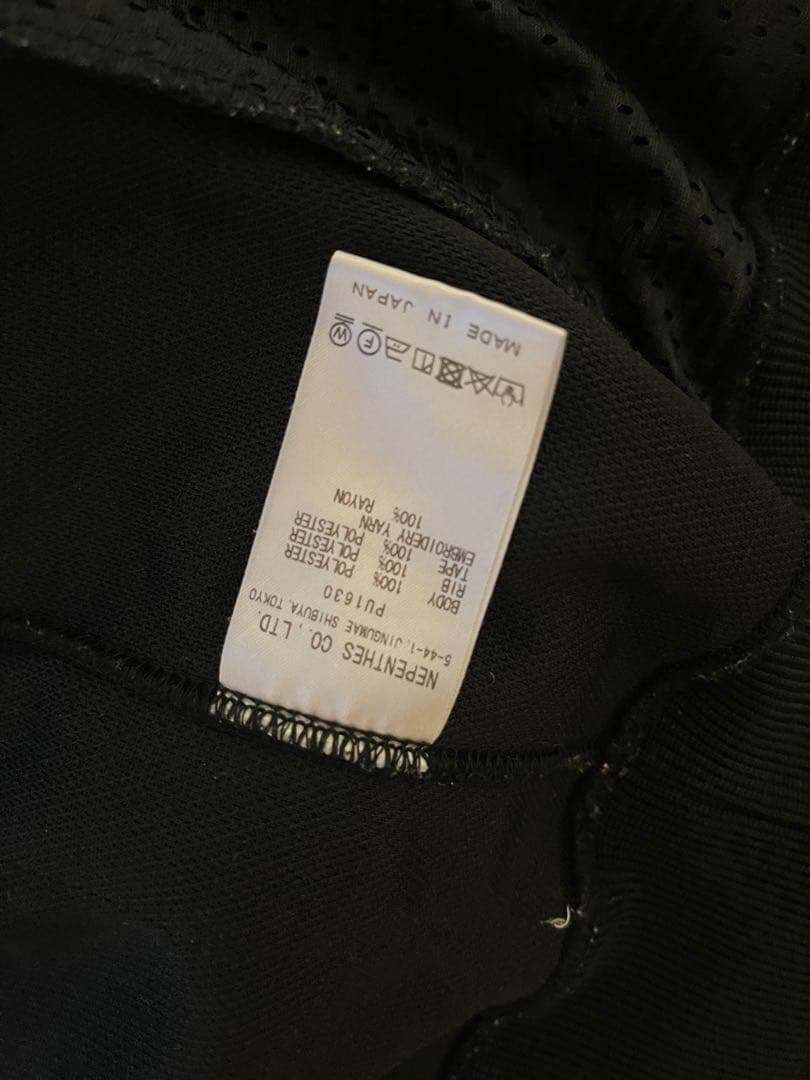 NEPENTHES CO., LTD.
5-44-1, JINGUMAE SHIBUYA, TOKYO
PU1630
BODY 100% POLYESTER
RIB 100% POLYESTER
TAPE 100% POLYESTER
EMBROIDERY YARN
100% RAYON
W F
MADE IN JAPAN